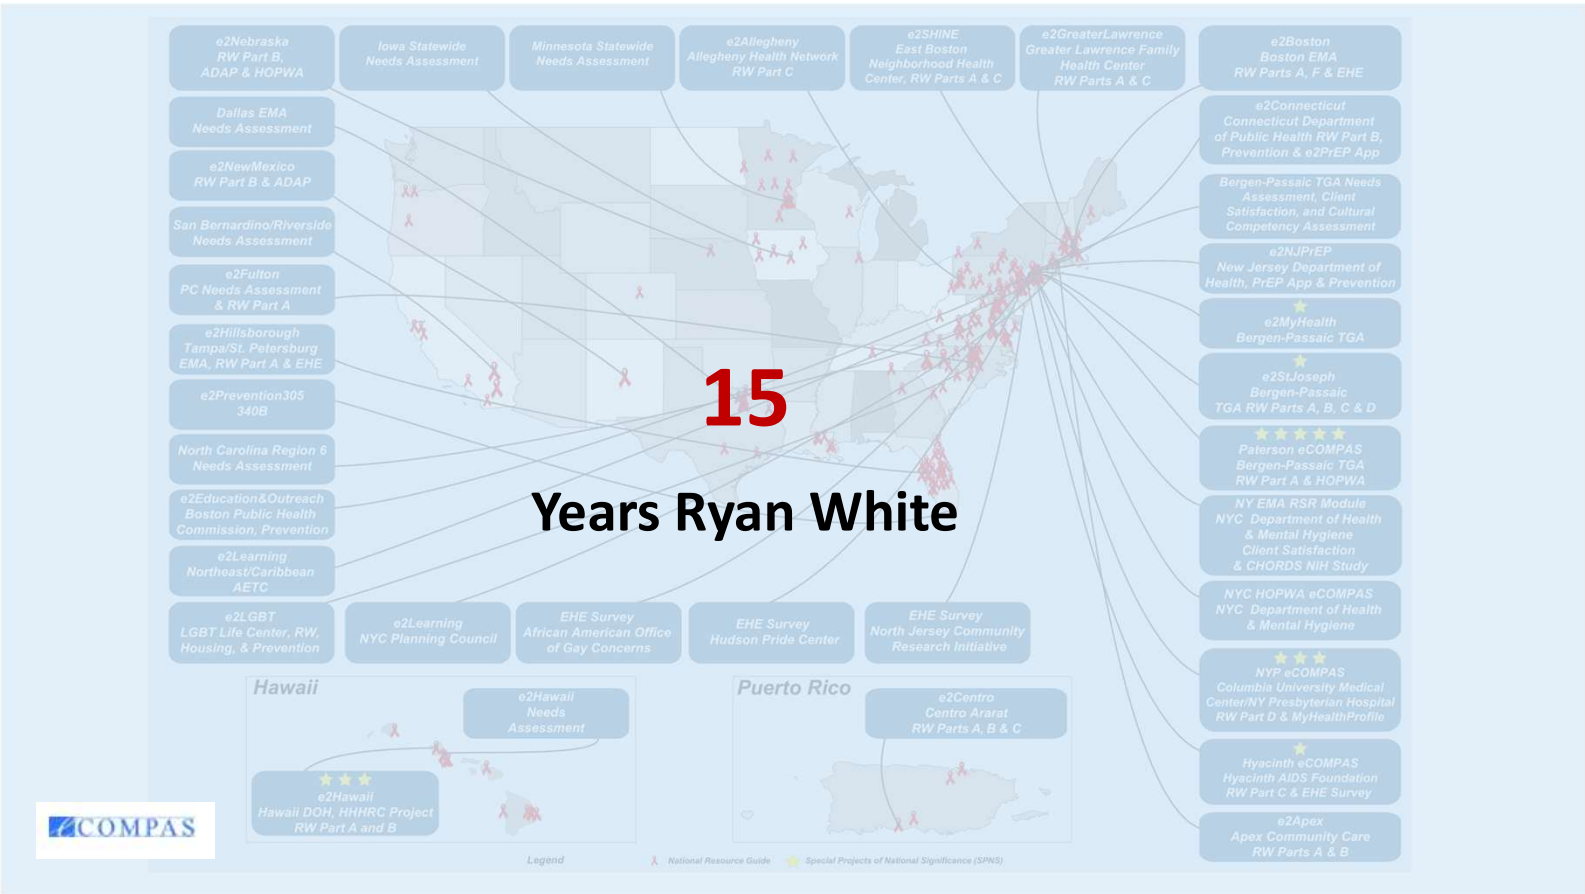 e2Nebraska
RW Part B,
ADAP & HOPWA
Iowa Statewide
Needs Assessment
Minnesota Statewide
Needs Assessment
e2Allegheny
Allegheny Health Network
RW Part C
e2SHINE
East Boston
Neighborhood Health
Center, RW Parts A & C
e2GreaterLawrence
Greater Lawrence Family
Health Center
RW Parts A & C
e2Boston
Boston EMA
RW Parts A, F & EHE
Dallas EMA
Needs Assessment
e2NewMexico
RW Part B & ADAP
San Bernardino/Riverside
Needs Assessment
e2Fulton
PC Needs Assessment
& RW Part A
e2Hillsborough
Tampa/St. Petersburg
EMA, RW Part A & EHE
e2Prevention305
340B
North Carolina Region 6
Needs Assessment
e2Education&Outreach
Boston Public Health
Commission, Prevention
e2Learning
Northeast/Caribbean
AETC
e2LGBT
LGBT Life Center, RW,
Housing, & Prevention
e2Learning
NYC Planning Council
EHE Survey
African American Office
of Gay Concerns
EHE Survey
Hudson Pride Center
EHE Survey
North Jersey Community
Research Initiative
e2Connecticut
Connecticut Department
of Public Health RW Part B,
Prevention & e2PrEP App
Bergen-Passaic TGA Needs
Assessment, Client
Satisfaction, and Cultural
Competency Assessment
e2NJPrEP
New Jersey Department of
Health, PrEP App & Prevention
e2MyHealth
Bergen-Passaic TGA
e2StJoseph
Bergen-Passaic
TGA RW Parts A, B, C & D
Paterson eCOMPAS
Bergen-Passaic TGA
RW Part A & HOPWA
NY EMA RSR Module
NYC Department of Health
& Mental Hygiene
Client Satisfaction
& CHORDS NIH Study
NYC HOPWA eCOMPAS
NYC Department of Health
& Mental Hygiene
NYP eCOMPAS
Columbia University Medical
Center/NY Presbyterian Hospital
RW Part D & MyHealthProfile
Hyacinth eCOMPAS
Hyacinth AIDS Foundation
RW Part C & EHE Survey
e2Apex
Apex Community Care
RW Parts A & B
15
Years Ryan White
Hawaii
e2Hawaii
Needs
Assessment
e2Hawaii
Hawaii DOH, HHHRC Project
RW Part A and B
Puerto Rico
e2Centro
Centro Ararat
RW Parts A, B & C
eCOMPAS
Legend
National Resource Guide
Special Projects of National Significance (SPNS)